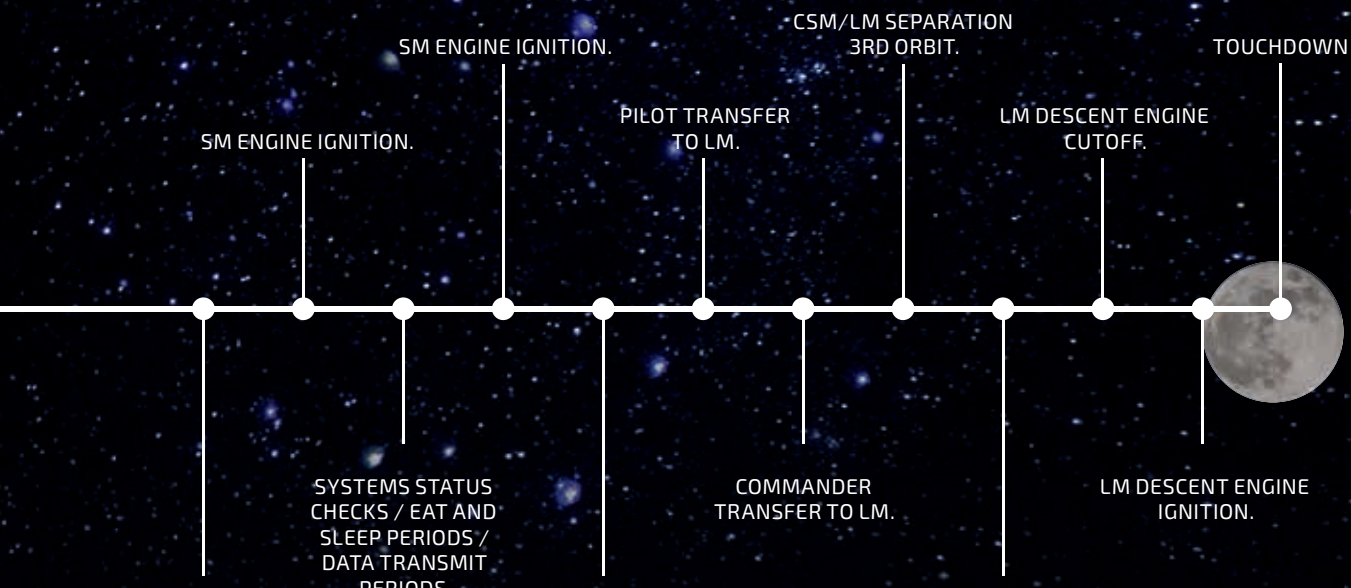 CSM/LM SEPARATION
3RD ORBIT.
SM ENGINE IGNITION.
TOUCHDOWN
PILOT TRANSFER
TO LM.
LM DESCENT ENGINE
CUTOFF.
SM ENGINE IGNITION.
SYSTEMS STATUS
CHECKS / EAT AND
SLEEP PERIODS /
DATA TRANSMIT
PERIODS
COMMANDER
TRANSFER TO LM.
LM DESCENT ENGINE
IGNITION.